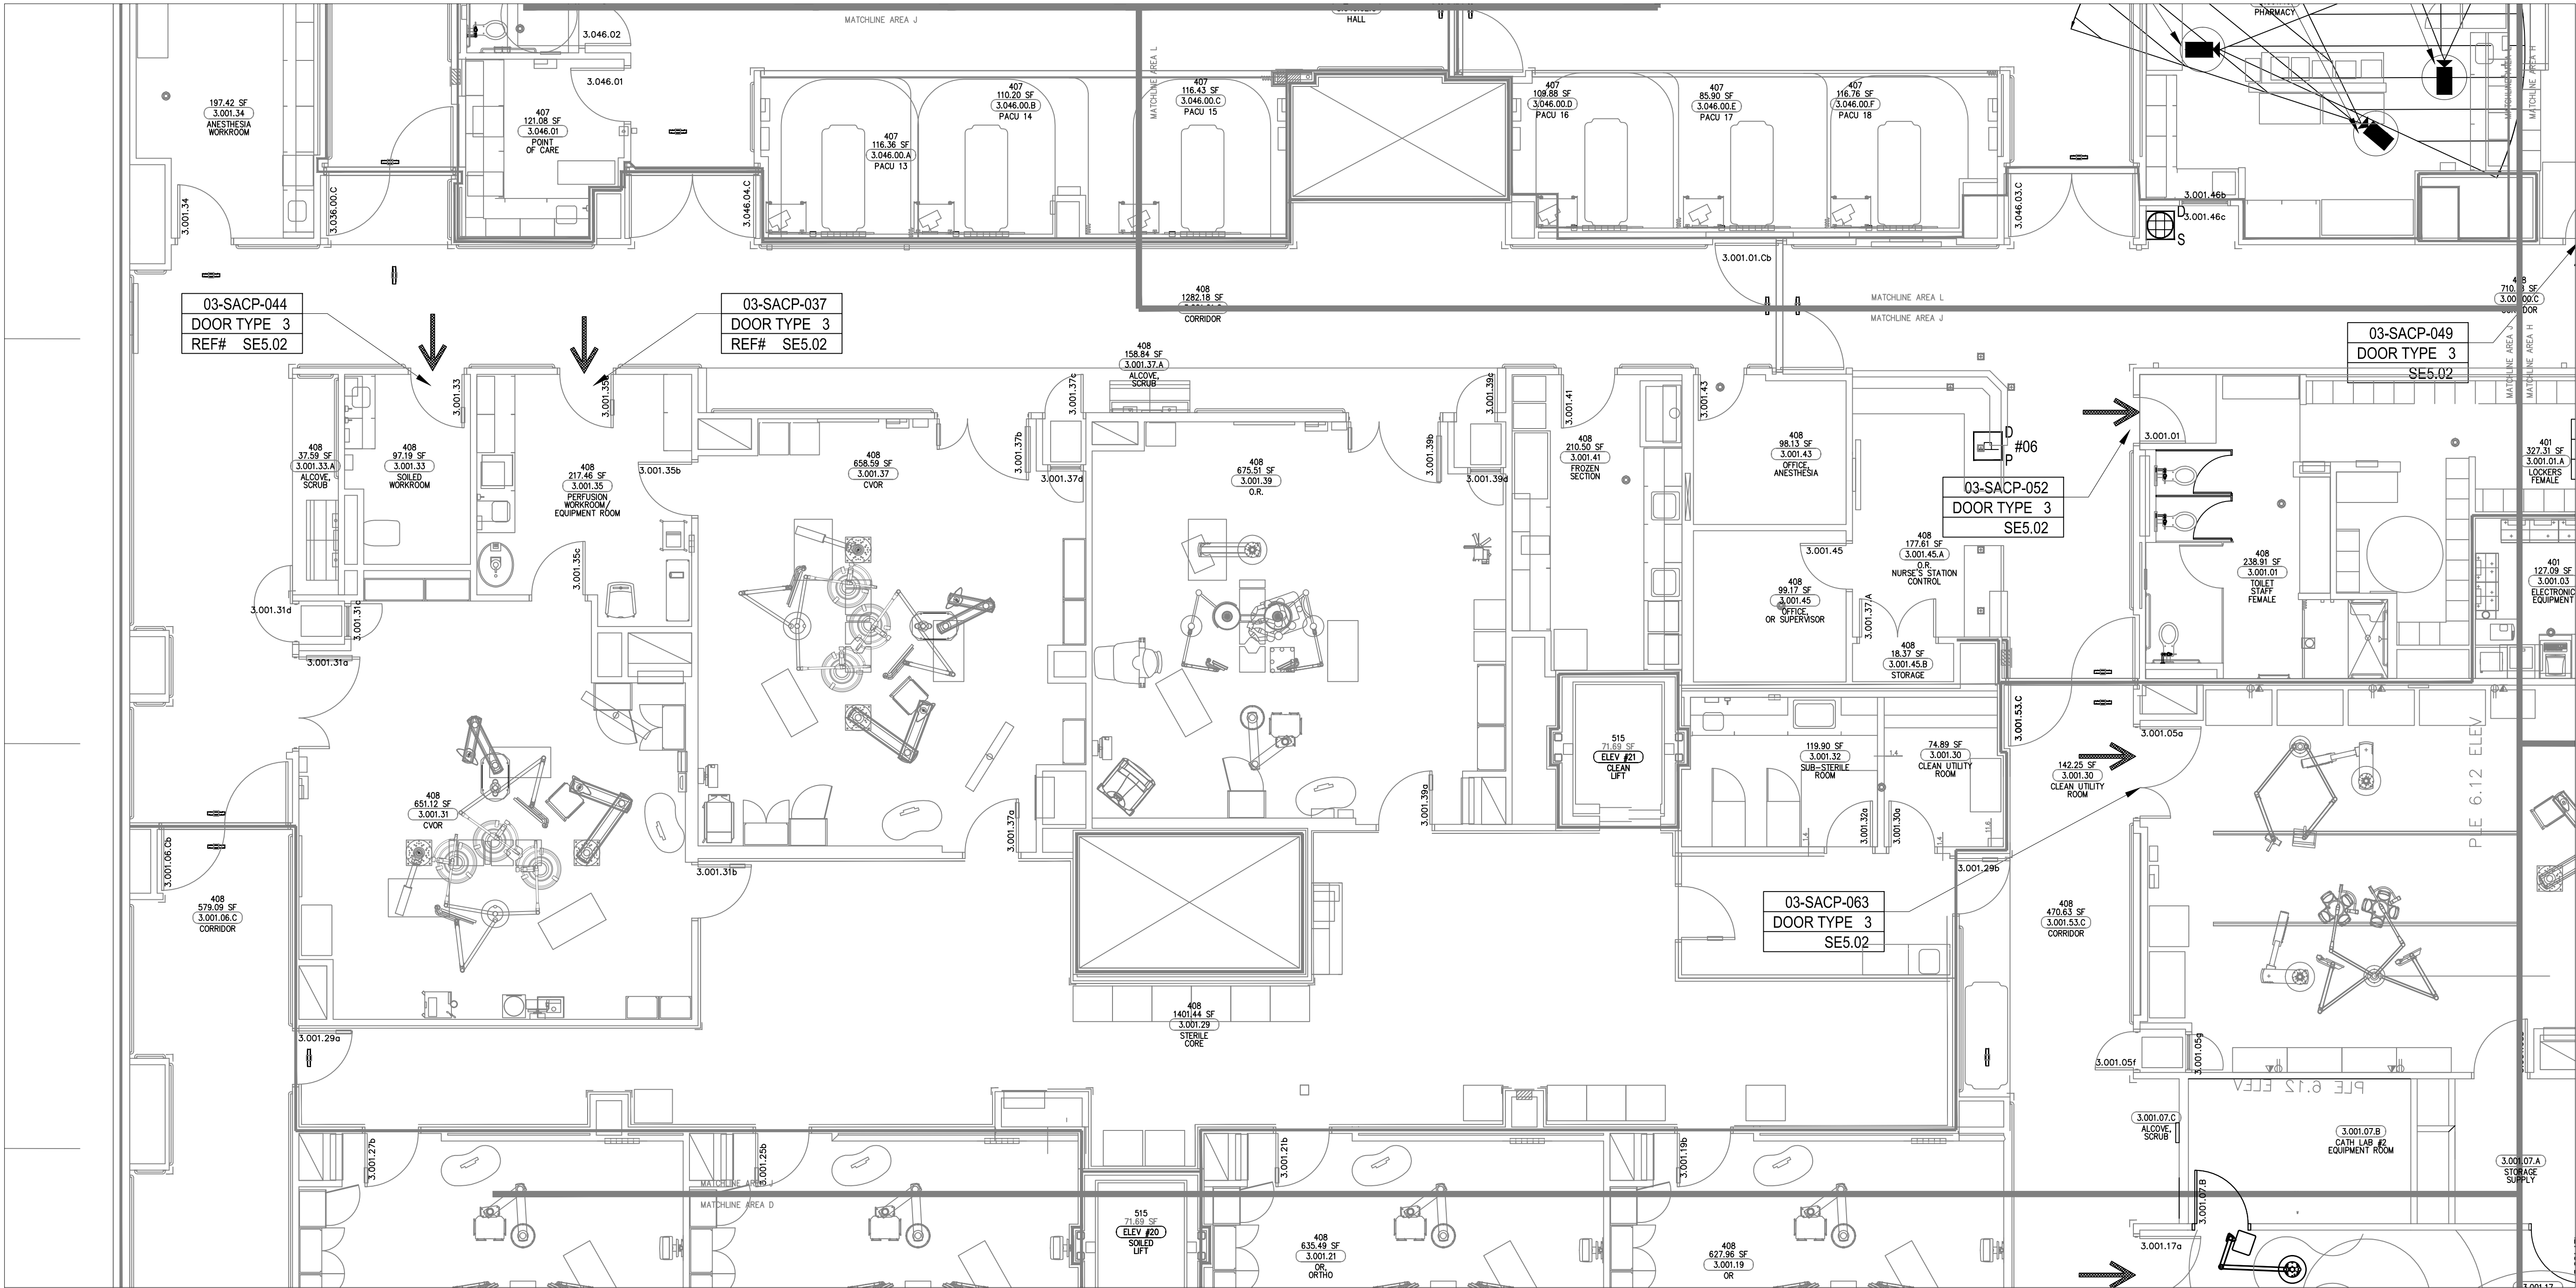 MATCHLINE AREA J
HALL
PHARMACY
3.046.02
3.046.01
197.42 SF
3.001.34
ANESTHESIA
WORKROOM
407
121.08 SF
3.046.01
POINT
OF CARE
407
116.36 SF
3.046.00.A
PACU 13
407
110.20 SF
3.046.00.B
PACU 14
407
116.43 SF
3.046.00.C
PACU 15
MATCHLINE AREA L
407
109.88 SF
3.046.00.D
PACU 16
407
85.90 SF
3.046.00.E
PACU 17
407
116.76 SF
3.046.00.F
PACU 18
MATCHLINE AREA J
MATCHLINE AREA H
3.001.34
3.036.00.C
3.046.04.C
3.046.03.C
3.001.46b
3.001.46c
D
S
3.001.01.Cb
03-SACP-044
DOOR TYPE 3
REF# SE5.02
03-SACP-037
DOOR TYPE 3
REF# SE5.02
408
1282.18 SF
CORRIDOR
MATCHLINE AREA L
MATCHLINE AREA J
03-SACP-049
DOOR TYPE 3
SE5.02
MATCHLINE AREA J
MATCHLINE AREA H
408
158.84 SF
3.001.37.A
ALCOVE,
SCRUB
3.001.33
3.001.35a
3.001.37c
3.001.39c
3.001.41
3.001.43
3.001.37b
3.001.39b
3.001.01
408
37.59 SF
3.001.33.A
ALCOVE,
SCRUB
408
97.19 SF
3.001.33
SOILED
WORKROOM
408
217.46 SF
3.001.35
PERFUSION
WORKROOM/
EQUIPMENT ROOM
3.001.35b
408
658.59 SF
3.001.37
CVOR
3.001.37d
408
675.51 SF
3.001.39
O.R.
3.001.39d
408
210.50 SF
3.001.41
FROZEN
SECTION
408
98.13 SF
3.001.43
OFFICE,
ANESTHESIA
D
P
#06
03-SACP-052
DOOR TYPE 3
SE5.02
401
327.31 SF
3.001.01.A
LOCKERS
FEMALE
3.001.35c
3.001.45
408
177.61 SF
3.001.45.A
O.R.
NURSE'S STATION
CONTROL
408
238.91 SF
3.001.01
TOILET
STAFF
FEMALE
401
127.09 SF
3.001.03
ELECTRONIC
EQUIPMENT
3.001.31d
3.001.31c
3.001.31a
408
99.17 SF
3.001.45
OFFICE,
OR SUPERVISOR
3.001.37.A
408
18.37 SF
3.001.45.B
STORAGE
3.001.53.C
3.001.05a
PLE 6.12 ELEV
515
71.69 SF
ELEV #21
CLEAN
LIFT
119.90 SF
3.001.32
SUB-STERILE
ROOM
1.4
74.89 SF
3.001.30
CLEAN UTILITY
ROOM
142.25 SF
3.001.30
CLEAN UTILITY
ROOM
408
651.12 SF
3.001.31
CVOR
3.001.37a
3.001.39a
3.001.32a
3.001.30a
1.4
1.4
11.6
3.001.06.Cb
3.001.31b
3.001.29b
408
579.09 SF
3.001.06.C
CORRIDOR
03-SACP-063
DOOR TYPE 3
SE5.02
408
470.63 SF
3.001.53.C
CORRIDOR
408
1401.44 SF
3.001.29
STERILE
CORE
3.001.29a
3.001.05f
3.001.05g
PLE 6.12 ELEV
3.001.07.C
ALCOVE,
SCRUB
3.001.07.B
CATH LAB #2
EQUIPMENT ROOM
3.001.07.A
STORAGE
SUPPLY
3.001.27b
3.001.25b
3.001.21b
3.001.19b
MATCHLINE AREA J
MATCHLINE AREA D
3.001.07.B
515
71.69 SF
ELEV #20
SOILED
LIFT
408
635.49 SF
3.001.21
OR,
ORTHO
408
627.96 SF
3.001.19
OR
3.001.17a